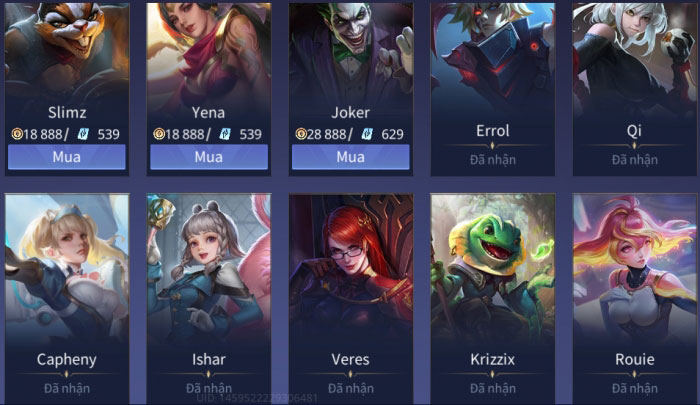 Slimz Yena Joker Errol Qi
18 888/ 539 18 888/ 539 28 888/ 629 Đã nhận Đã nhận
Mua Mua Mua
Capheny Ishar Veres Krizzix Rouie
Đã nhận Đã nhận Đã nhận Đã nhận Đã nhận
UID: 1459522229306481